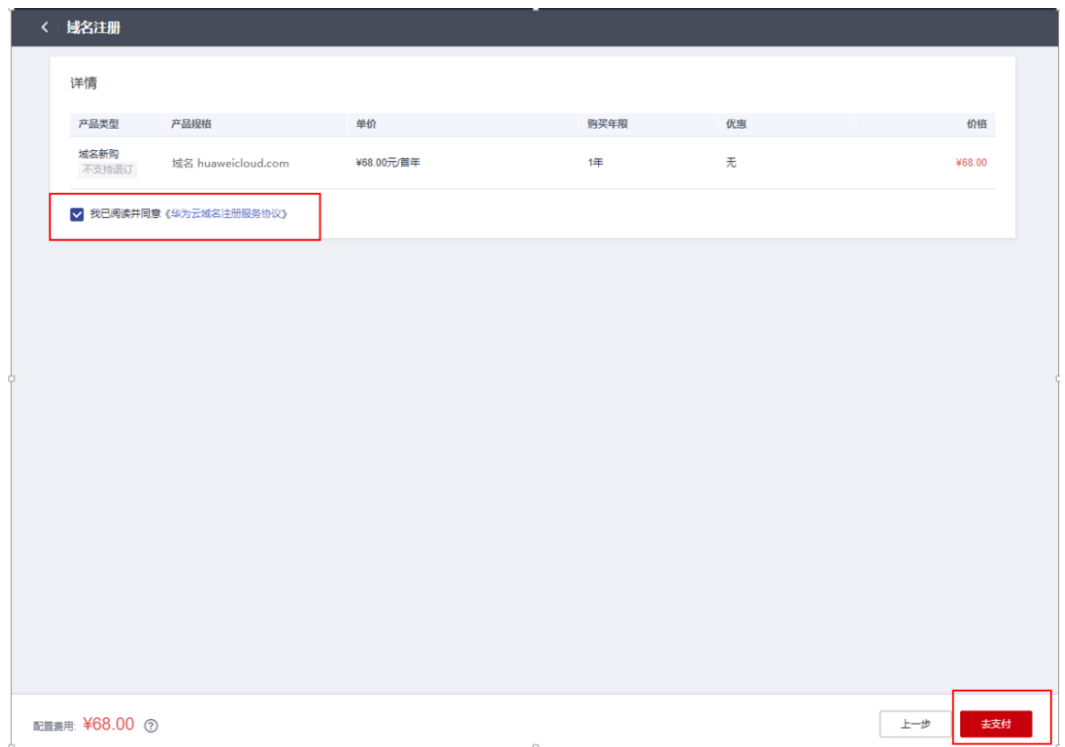 域名注册
详情
产品类型 产品规格 单价 购买年限 优惠 价格
域名新购
不支持退订
域名 huaweicloud.com ¥68.00元/首年 1年 无 ¥68.00
我已阅读并同意《华为云域名注册服务协议》
配置费用: ¥68.00 ?
上一步 去支付